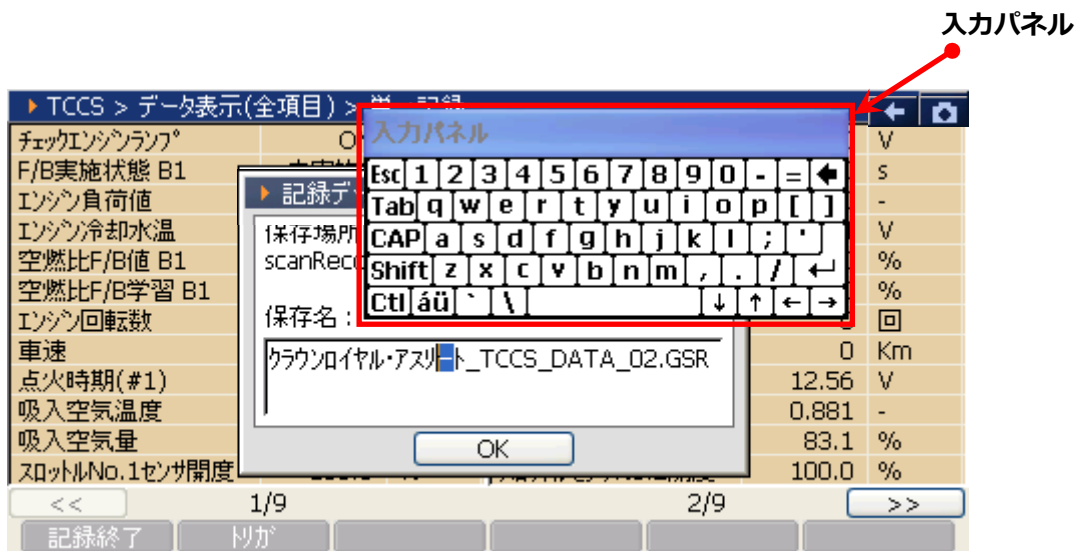 入力パネル
TCCS > データ表示(全項目) >
ﾁｪｯｸｴﾝｼﾞﾝﾗﾝﾌﾟ
V
F/B実施状態 B1
s
ｴﾝｼﾞﾝ負荷値
-
ｴﾝｼﾞﾝ冷却水温
V
空燃比F/B値 B1
%
空燃比F/B学習 B1
%
ｴﾝｼﾞﾝ回転数
回
車速 0 Km
点火時期(#1) 12.56 V
吸入空気温度 0.881 -
吸入空気量 83.1 %
ｽﾛｯﾄﾙNo.1ｾﾝｻ開度 100.0 %
入力パネル
Esc 1 2 3 4 5 6 7 8 9 0 - =
Tab q w e r t y u i o p [ ]
CAP a s d f g h j k l ; '
Shift z x c v b n m , . / ↵
Ctl áü ` \ ↓ ↑ ← →
保存場所
保存名：
ｸﾗｳﾝﾛｲﾔﾙ･ｱｽﾘｰﾄ_TCCS_DATA_02.GSR
OK
<< 1/9 2/9 >>
記録終了 ﾄﾘｶﾞ